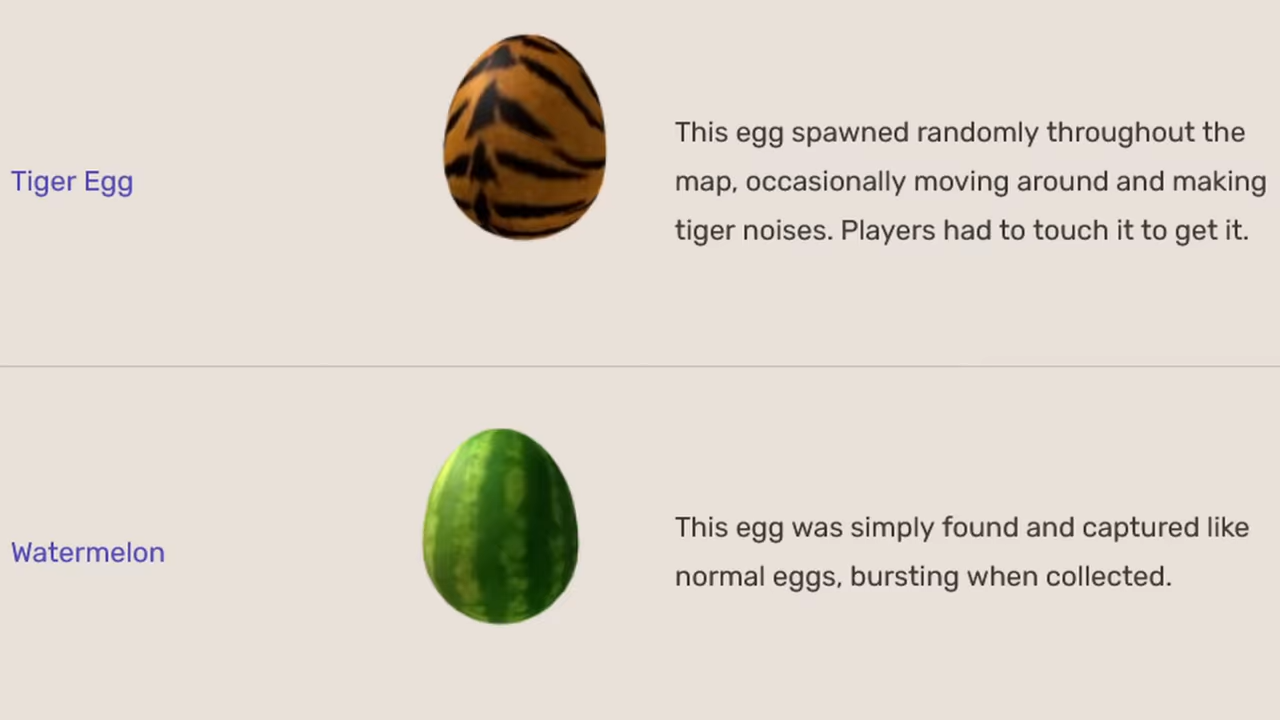 Tiger Egg
This egg spawned randomly throughout the
map, occasionally moving around and making
tiger noises. Players had to touch it to get it.
Watermelon
This egg was simply found and captured like
normal eggs, bursting when collected.